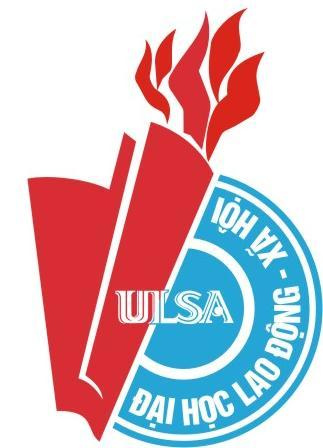 ULSA
ĐẠI HỌC LAO ĐỘNG - XÃ HỘI